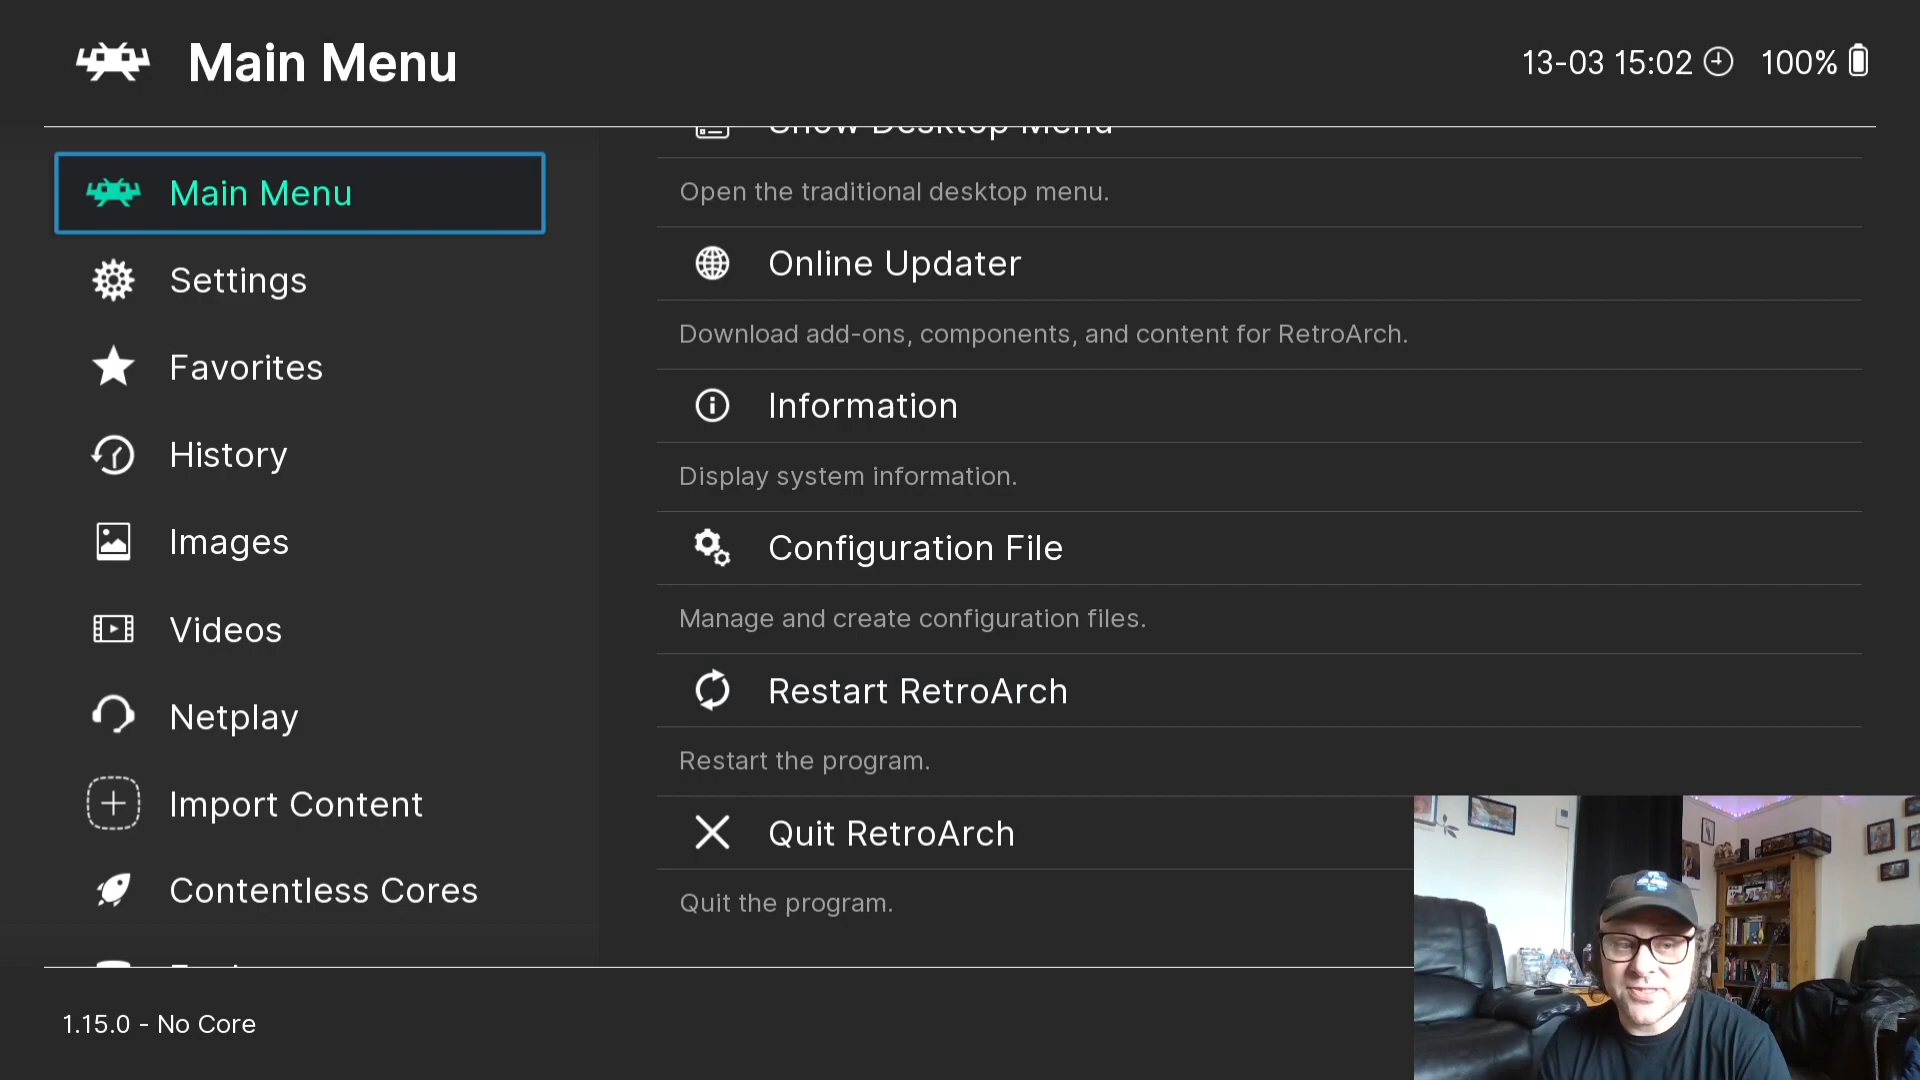 Main Menu
13-03 15:02 100%
Main Menu
Settings
Favorites
History
Images
Videos
Netplay
Import Content
Contentless Cores
Show Desktop Menu
Open the traditional desktop menu.
Online Updater
Download add-ons, components, and content for RetroArch.
Information
Display system information.
Configuration File
Manage and create configuration files.
Restart RetroArch
Restart the program.
Quit RetroArch
Quit the program.
1.15.0 - No Core